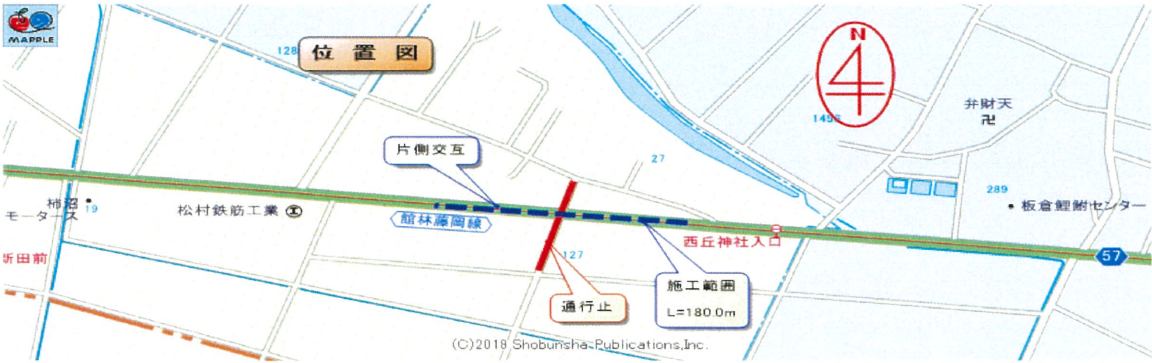 MAPPLE
128
位置図
N
1456
弁財天
卍
片側交互
27
289
柿沼
モータース
19
松村鉄筋工業
館林藤岡線
板倉鯉鮒センター
西丘神社入口
57
新田前
127
施工範囲
L=180.0m
通行止
(C)2018 Shobunsha Publications,Inc.